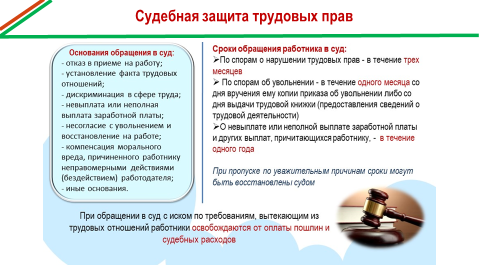 Судебная защита трудовых прав
Основания обращения в суд:
- отказ в приеме на работу;
- установление факта трудовых
отношений;
- дискриминация в сфере труда;
- невыплата или неполная
выплата заработной платы;
- несогласие с увольнением и
восстановление на работе;
- компенсация морального
вреда, причиненного работнику
неправомерными действиями
(бездействием) работодателя;
- иные основания.
Сроки обращения работника в суд:
➢По спорам о нарушении трудовых прав - в течение трех
месяцев
➢ По спорам об увольнении - в течение одного месяца со
дня вручения ему копии приказа об увольнении либо со
дня выдачи трудовой книжки (предоставления сведений о
трудовой деятельности)
➢О невыплате или неполной выплате заработной платы
и других выплат, причитающихся работнику, - в течение
одного года
При пропуске по уважительным причинам сроки могут
быть восстановлены судом
При обращении в суд с иском по требованиям, вытекающим из
трудовых отношений работники освобождаются от оплаты пошлин и
судебных расходов